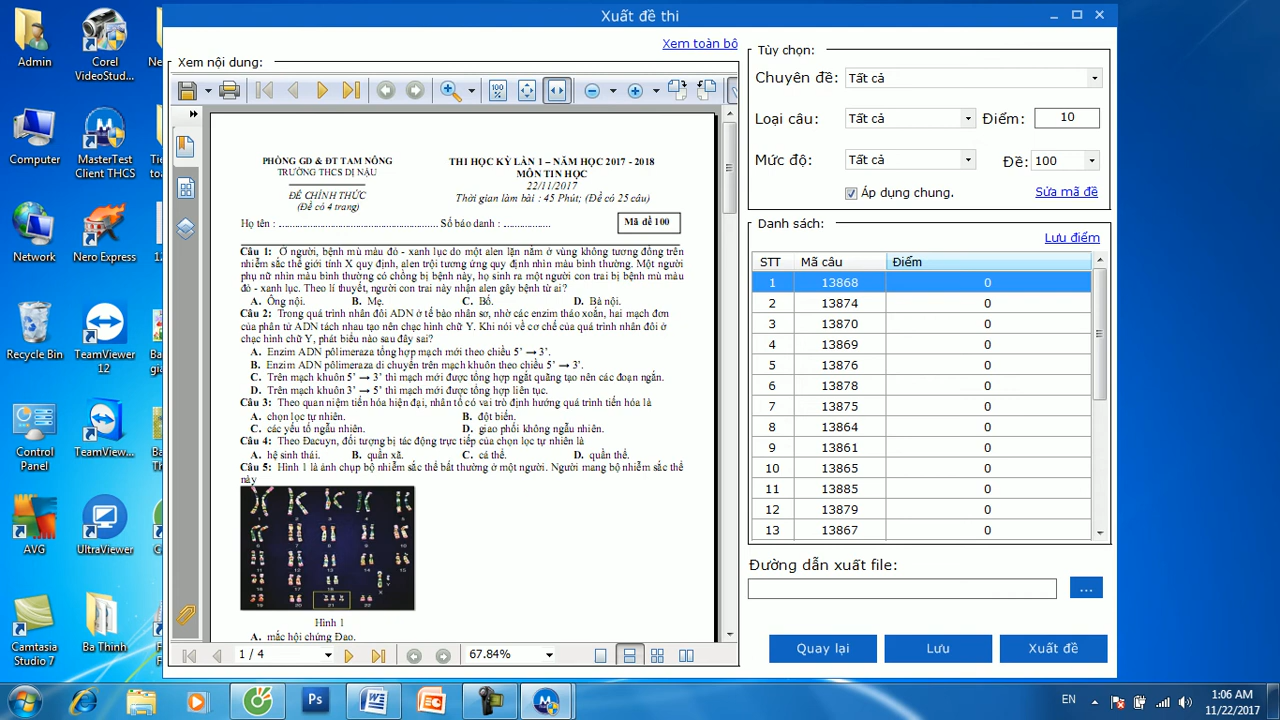 Xuất đề thi
Admin
Corel VideoStud...
Computer
MasterTest Client THCS
Network
Nero Express
Recycle Bin
TeamViewer 12
Control Panel
TeamView...
AVG
UltraViewer
Camtasia Studio 7
Ba Thinh
Xem toàn bộ
Xem nội dung:
PHÒNG GD & ĐT TAM NÔNG
TRƯỜNG THCS DỊ NẬU
ĐỀ CHÍNH THỨC
(Đề có 4 trang)
THI HỌC KỲ LẦN 1 – NĂM HỌC 2017 - 2018
MÔN TIN HỌC
22/11/2017
Thời gian làm bài : 45 Phút; (Đề có 25 câu)
Họ tên : ............................................................ Số báo danh : ................
Mã đề 100
Câu 1: Ở người, bệnh mù màu đỏ - xanh lục do một alen lặn nằm ở vùng không tương đồng trên
nhiễm sắc thể giới tính X quy định, alen trội tương ứng quy định nhìn màu bình thường. Một người
phụ nữ nhìn màu bình thường có chồng bị bệnh này, họ sinh ra một người con trai bị bệnh mù màu
đỏ - xanh lục. Theo lí thuyết, người con trai này nhận alen gây bệnh từ ai?
A. Ông nội. B. Mẹ. C. Bố. D. Bà nội.
Câu 2: Trong quá trình nhân đôi ADN ở tế bào nhân sơ, nhờ các enzim tháo xoắn, hai mạch đơn
của phân tử ADN tách nhau tạo nên chạc hình chữ Y. Khi nói về cơ chế của quá trình nhân đôi ở
chạc hình chữ Y, phát biểu nào sau đây sai?
A. Enzim ADN pôlimeraza tổng hợp mạch mới theo chiều 5’ → 3’.
B. Enzim ADN pôlimeraza di chuyển trên mạch khuôn theo chiều 5’ → 3’.
C. Trên mạch khuôn 5’ → 3’ thì mạch mới được tổng hợp ngắt quãng tạo nên các đoạn ngắn.
D. Trên mạch khuôn 3’ → 5’ thì mạch mới được tổng hợp liên tục.
Câu 3: Theo quan niệm tiến hóa hiện đại, nhân tố có vai trò định hướng quá trình tiến hóa là
A. chọn lọc tự nhiên. B. đột biến.
C. các yếu tố ngẫu nhiên. D. giao phối không ngẫu nhiên.
Câu 4: Theo Đacuyn, đối tượng bị tác động trực tiếp của chọn lọc tự nhiên là
A. hệ sinh thái. B. quần xã. C. cá thể. D. quần thể.
Câu 5: Hình 1 là ảnh chụp bộ nhiễm sắc thể bất thường ở một người. Người mang bộ nhiễm sắc thể
này
Hình 1
A. mắc hội chứng Đao.
1 / 4
67.84%
Tùy chọn:
Chuyên đề: Tất cả
Loại câu: Tất cả Điểm: 10
Mức độ: Tất cả Đề: 100
Áp dụng chung. Sửa mã đề
Danh sách:
Lưu điểm
STT Mã câu Điểm
1 13868 0
2 13874 0
3 13870 0
4 13869 0
5 13876 0
6 13878 0
7 13875 0
8 13864 0
9 13861 0
10 13865 0
11 13885 0
12 13879 0
13 13867 0
Đường dẫn xuất file:
...
Quay lại Lưu Xuất đề
EN
1:06 AM
11/22/2017